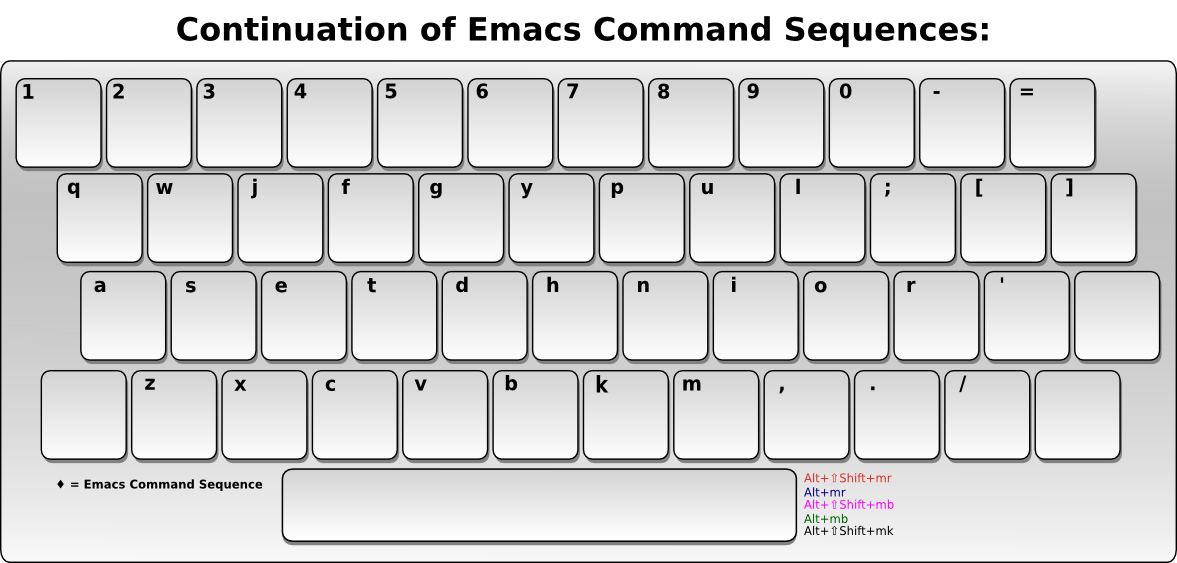 Continuation of Emacs Command Sequences:
1 2 3 4 5 6 7 8 9 0 - =
q w j f g y p u l ; [ ]
a s e t d h n i o r '
z x c v b k m , . /
♦ = Emacs Command Sequence
Alt+⇧Shift+mr
Alt+mr
Alt+⇧Shift+mb
Alt+mb
Alt+⇧Shift+mk